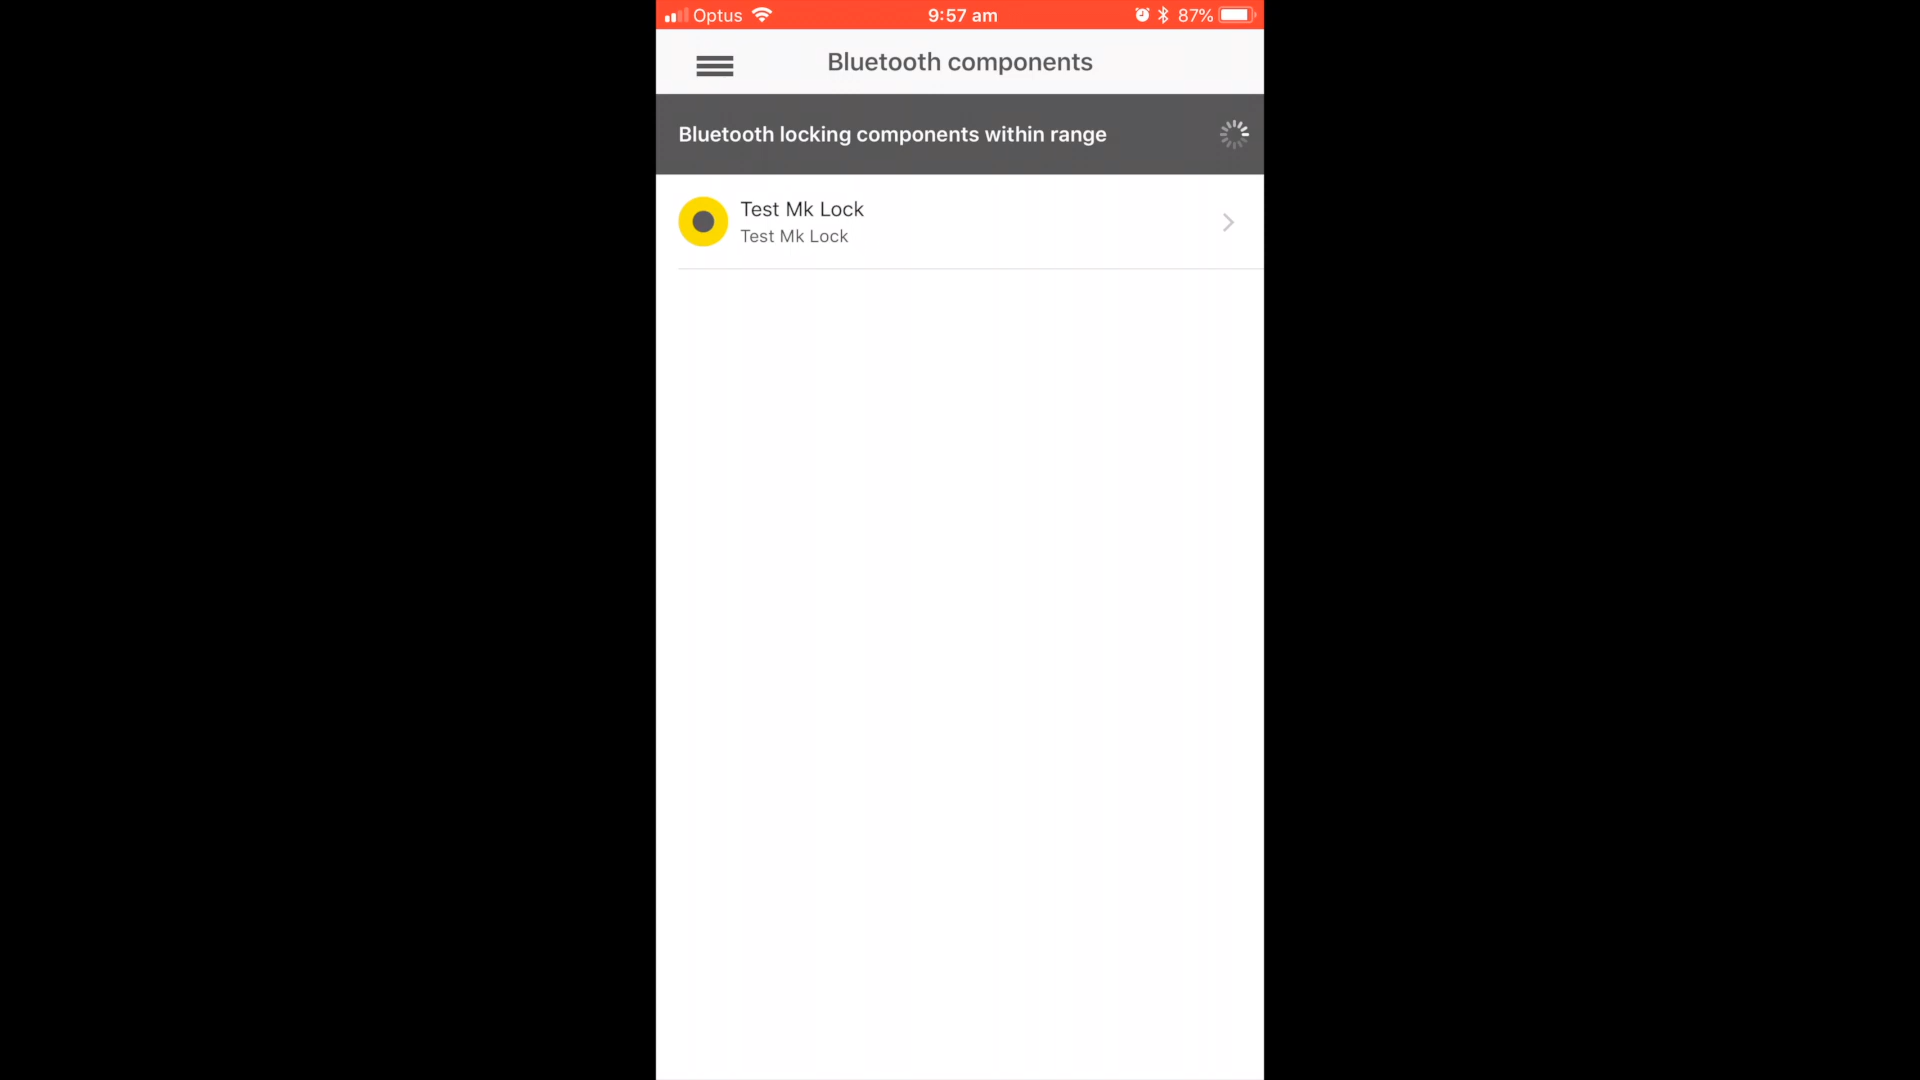 Optus 9:57 am 87%
Bluetooth components
Bluetooth locking components within range
Test Mk Lock
Test Mk Lock